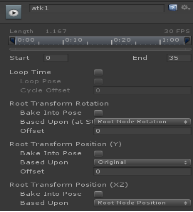 atk1
Length 1.167 30 FPS
0:00 0:10 0:20 1:00
Start 0 End 35
Loop Time
Loop Pose
Cycle Offset 0
Root Transform Rotation
Bake Into Pose
Based Upon (at St Root Node Rotation
Offset 0
Root Transform Position (Y)
Bake Into Pose
Based Upon Original
Offset 0
Root Transform Position (XZ)
Bake Into Pose
Based Upon Root Node Position